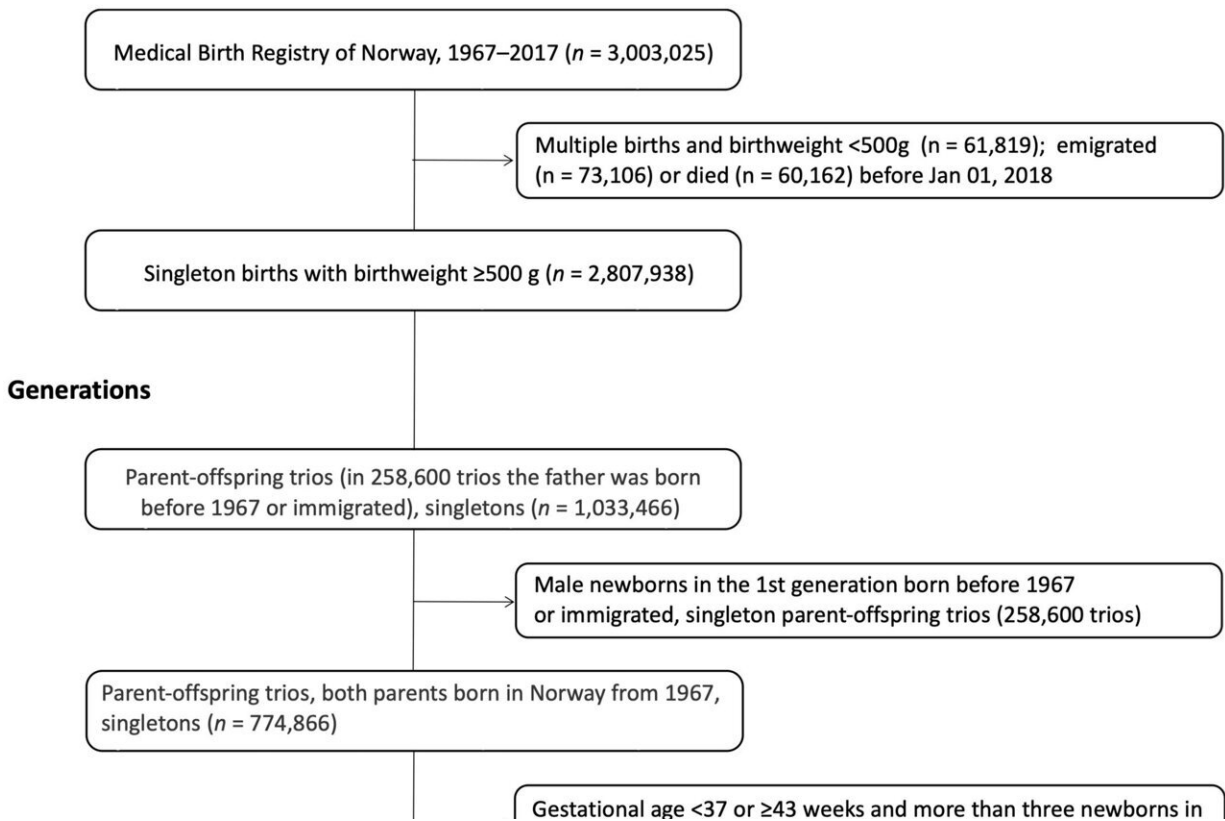 Medical Birth Registry of Norway, 1967–2017 (n = 3,003,025)
Multiple births and birthweight <500g (n = 61,819); emigrated
(n = 73,106) or died (n = 60,162) before Jan 01, 2018
Singleton births with birthweight ≥500 g (n = 2,807,938)
Generations
Parent-offspring trios (in 258,600 trios the father was born
before 1967 or immigrated), singletons (n = 1,033,466)
Male newborns in the 1st generation born before 1967
or immigrated, singleton parent-offspring trios (258,600 trios)
Parent-offspring trios, both parents born in Norway from 1967,
singletons (n = 774,866)
Gestational age <37 or ≥43 weeks and more than three newborns in